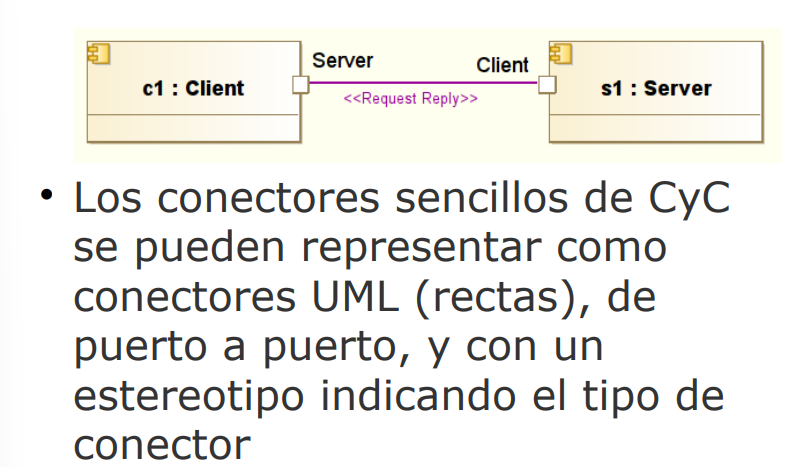 Server
Client
c1 : Client
s1 : Server
<<Request Reply>>
• Los conectores sencillos de CyC
se pueden representar como
conectores UML (rectas), de
puerto a puerto, y con un
estereotipo indicando el tipo de
conector